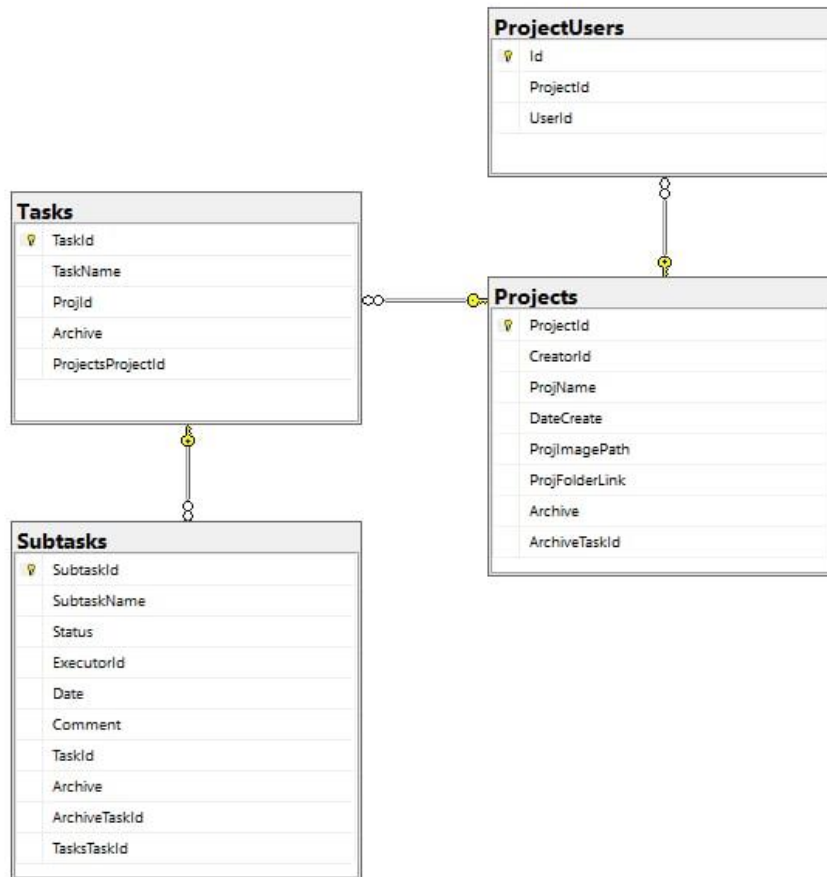 ProjectUsers
Id
ProjectId
UserId
Tasks
TaskId
TaskName
ProjId
Archive
ProjectsProjectId
Projects
ProjectId
CreatorId
ProjName
DateCreate
ProjImagePath
ProjFolderLink
Archive
ArchiveTaskId
Subtasks
SubtaskId
SubtaskName
Status
ExecutorId
Date
Comment
TaskId
Archive
ArchiveTaskId
TasksTaskId